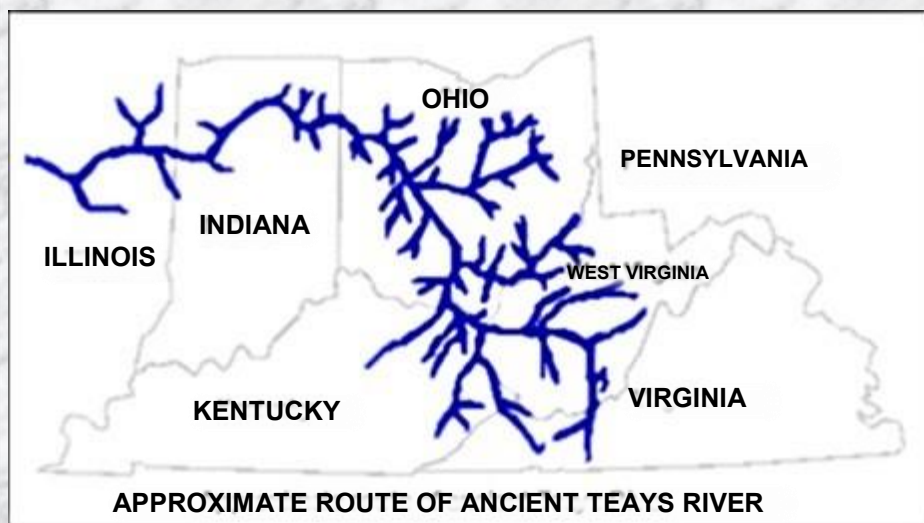 OHIO
PENNSYLVANIA
INDIANA
ILLINOIS
WEST VIRGINIA
KENTUCKY
VIRGINIA
APPROXIMATE ROUTE OF ANCIENT TEAYS RIVER